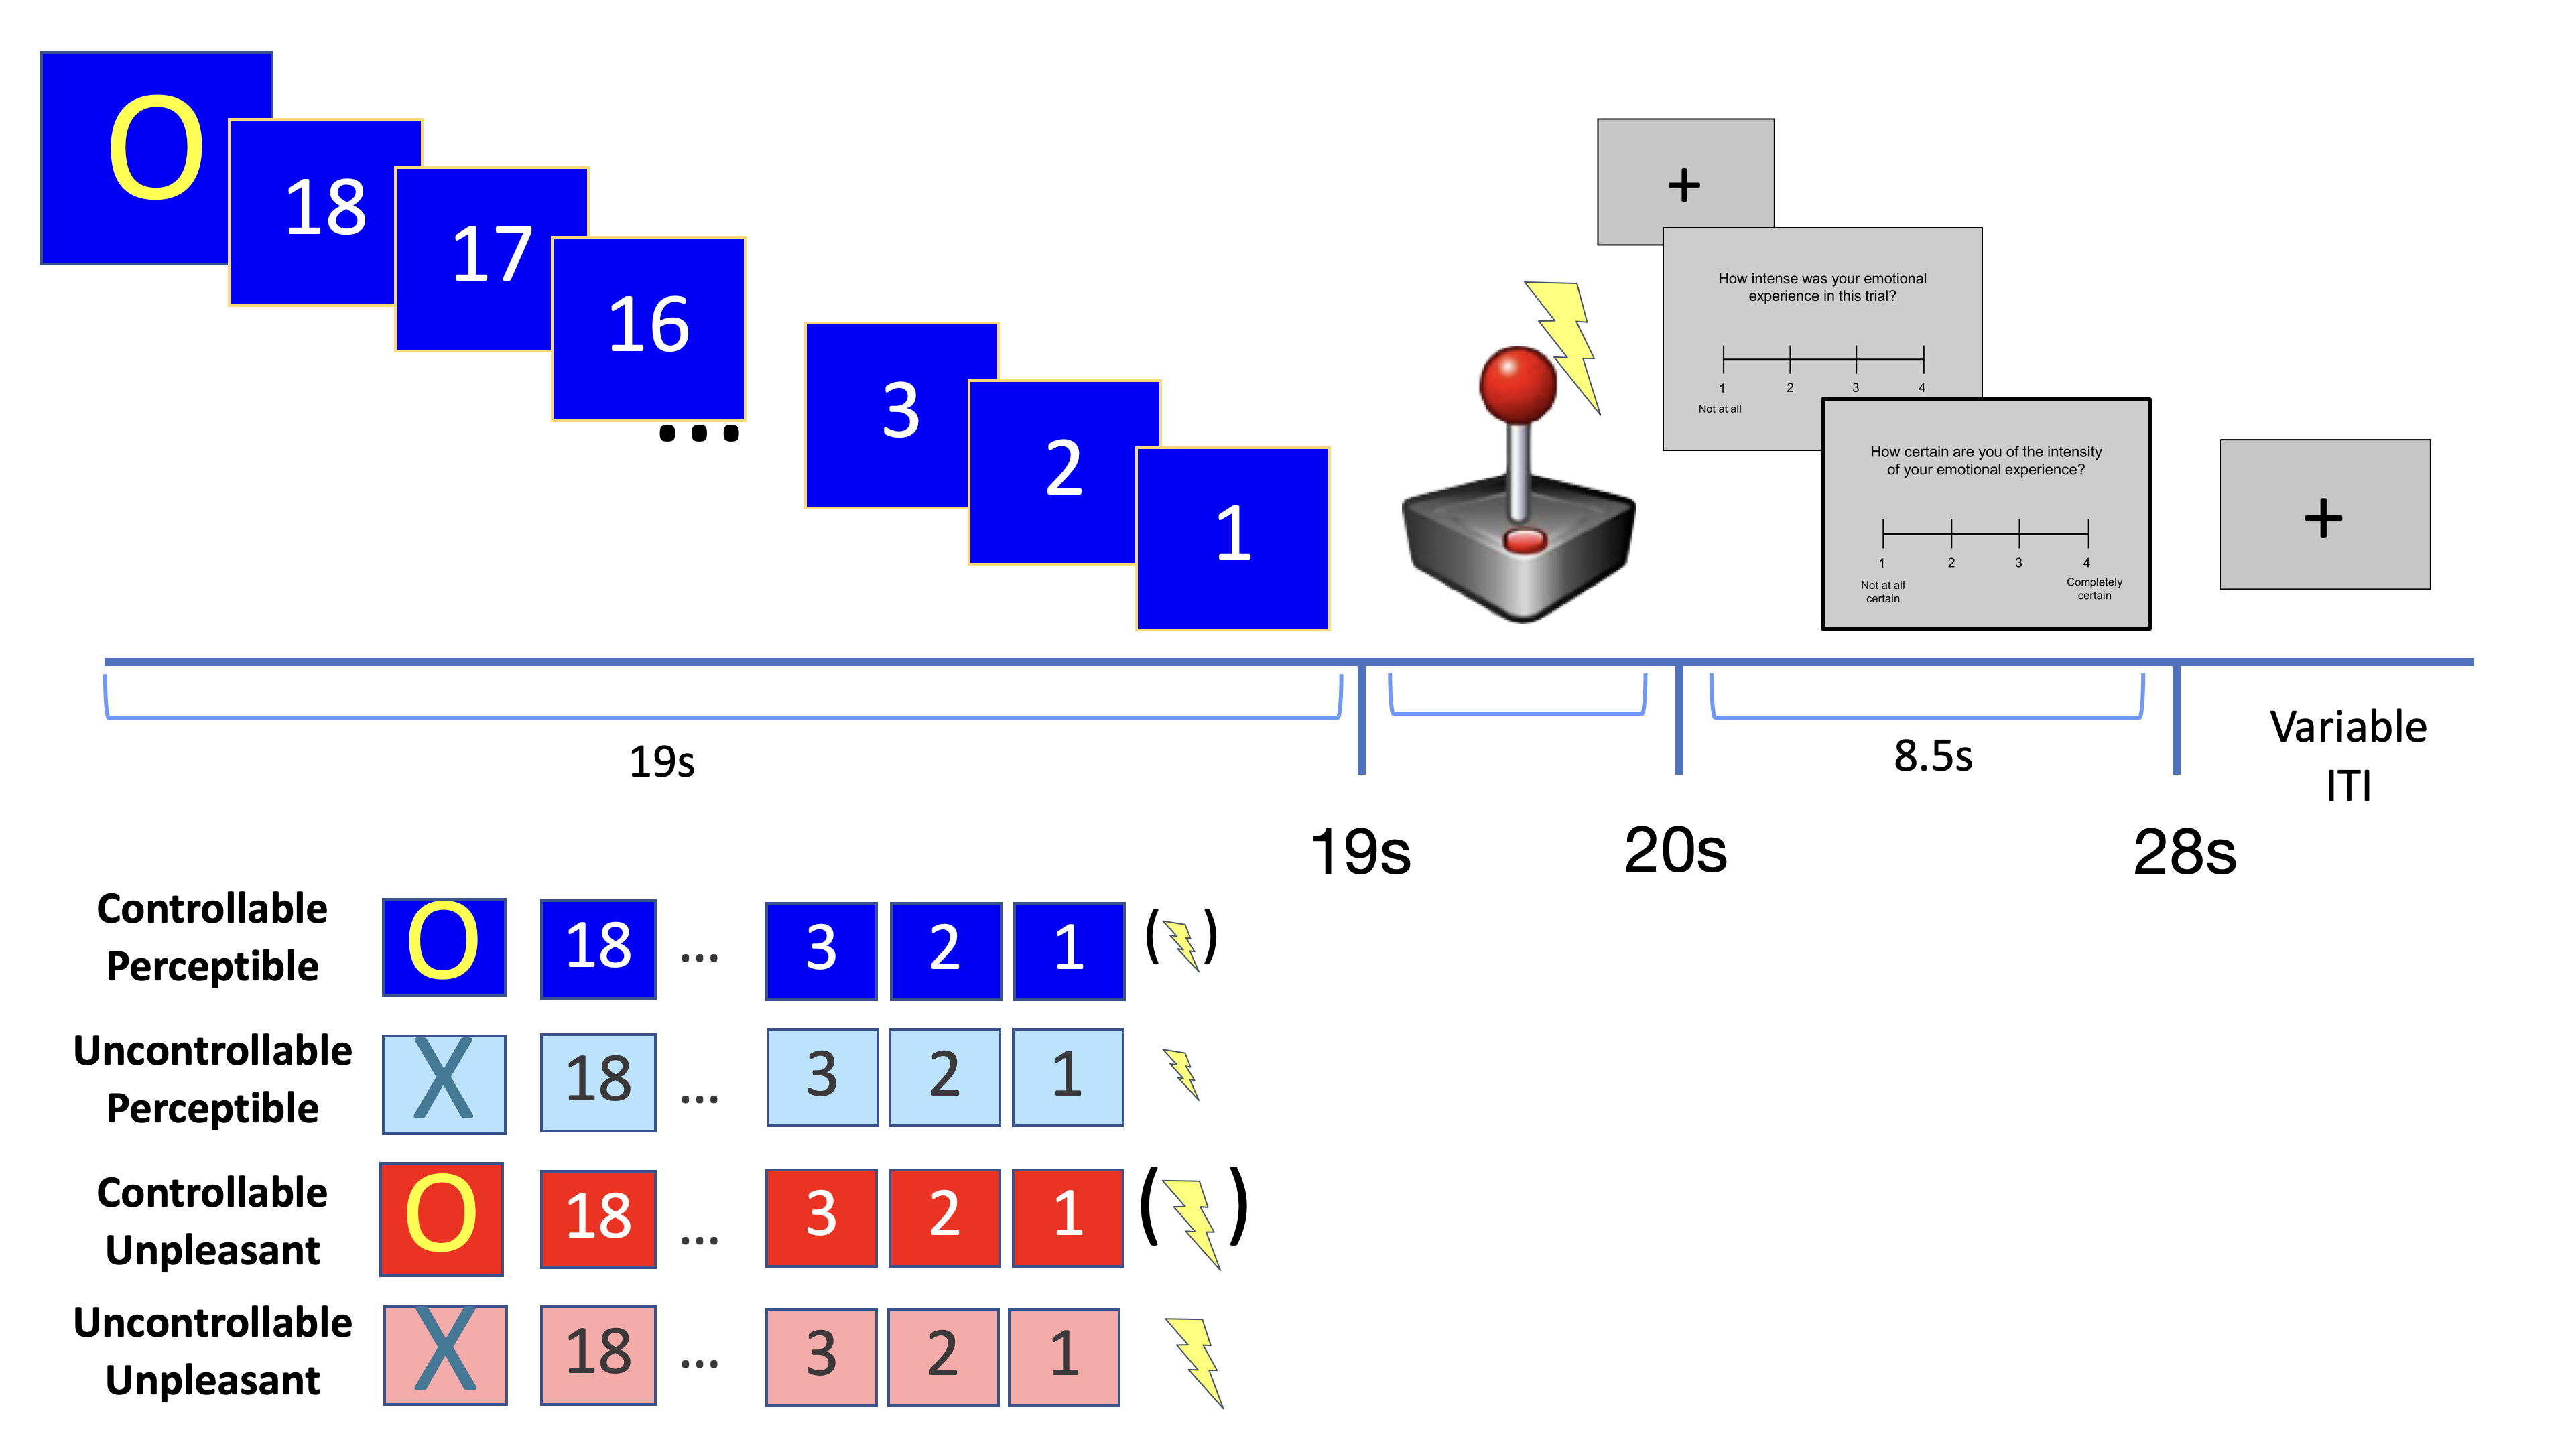 O
18
17
16
...
3
2
1
+
How intense was your emotional
experience in this trial?
1 2 3 4
Not at all
How certain are you of the intensity
of your emotional experience?
1 2 3 4
Not at all
certain
Completely
certain
+
19s
8.5s
Variable
ITI
19s 20s 28s
Controllable
Perceptible
O 18 ... 3 2 1 ( )
Uncontrollable
Perceptible
X 18 ... 3 2 1
Controllable
Unpleasant
O 18 ... 3 2 1 ( )
Uncontrollable
Unpleasant
X 18 ... 3 2 1